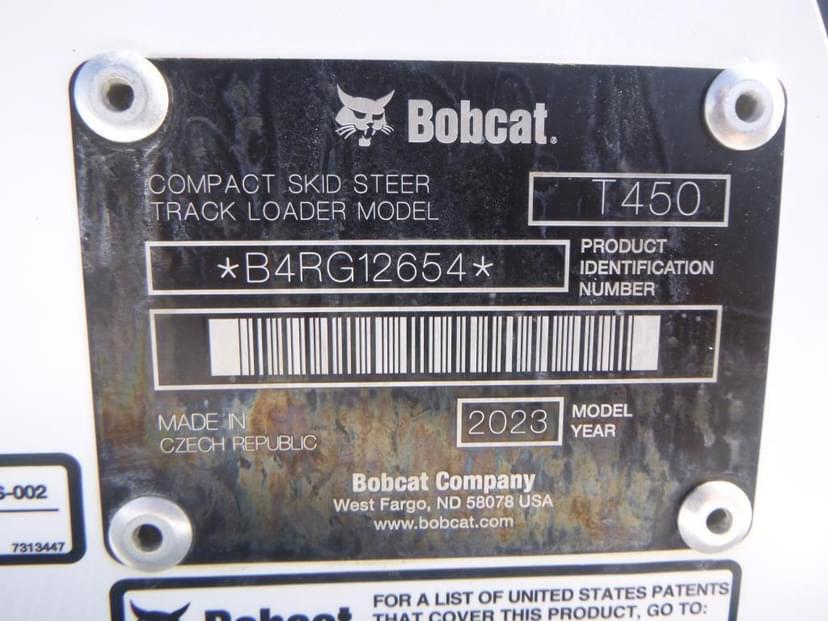 Bobcat®
COMPACT SKID STEER
TRACK LOADER MODEL
T450
*B4RG12654*
PRODUCT
IDENTIFICATION
NUMBER
MADE IN
CZECH REPUBLIC
2023
MODEL
YEAR
Bobcat Company
West Fargo, ND 58078 USA
www.bobcat.com
-002
7313447
Bobcat
FOR A LIST OF UNITED STATES PATENTS
THAT COVER THIS PRODUCT, GO TO: